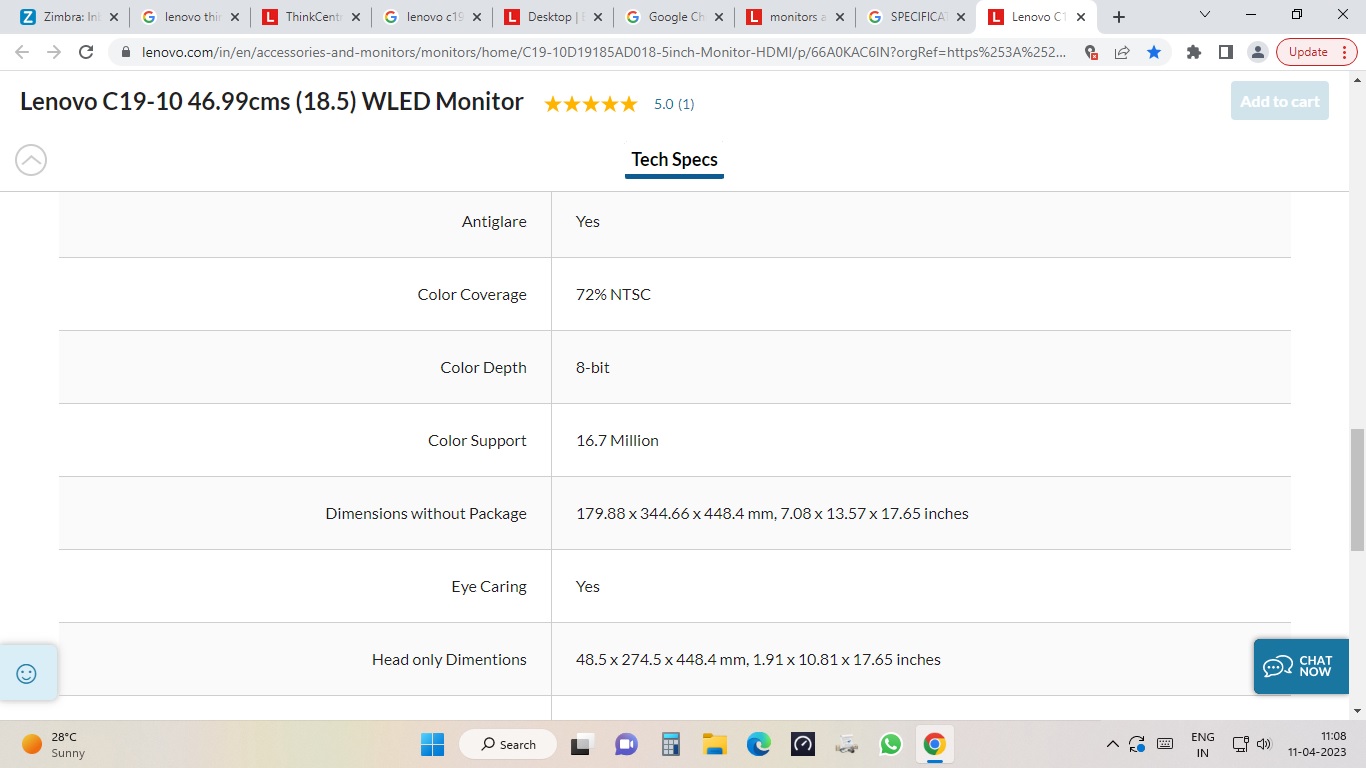 Zimbra: In
lenovo thi
ThinkCent
lenovo c19
Desktop |
Google Ch
monitors a
SPECIFICA
Lenovo C1
lenovo.com/in/en/accessories-and-monitors/monitors/home/C19-10D19185AD018-5inch-Monitor-HDMI/p/66A0KAC6IN?orgRef=https%253A%252...
Update
Lenovo C19-10 46.99cms (18.5) WLED Monitor
5.0 (1)
Add to cart
Tech Specs
Antiglare Yes
Color Coverage 72% NTSC
Color Depth 8-bit
Color Support 16.7 Million
Dimensions without Package 179.88 x 344.66 x 448.4 mm, 7.08 x 13.57 x 17.65 inches
Eye Caring Yes
Head only Dimentions 48.5 x 274.5 x 448.4 mm, 1.91 x 10.81 x 17.65 inches
CHAT
NOW
28°C
Sunny
Search
ENG
IN
11:08
11-04-2023